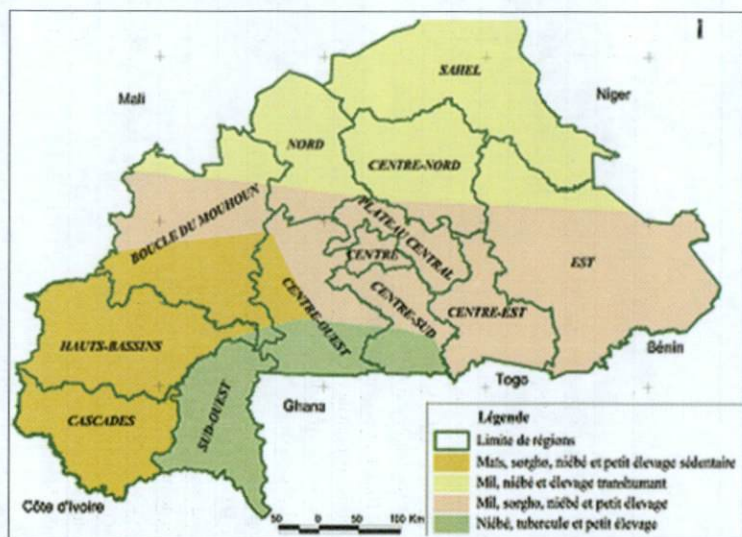 SAHEL
Mali
Niger
NORD
CENTRE-NORD
BOUCLE DU MOUHOUN
PLATEAU CENTRAL
CENTRE
EST
CENTRE-OUEST
CENTRE-SUD
CENTRE-EST
HAUTS-BASSINS
Bénin
Togo
CASCADES
SUD-OUEST
Ghana
Côte d'Ivoire
50 0 50 100 Km
Légende
Limite de régions
Maïs, sorgho, niébé et petit élevage sédentaire
Mil, niébé et élevage transhumant
Mil, sorgho, niébé et petit élevage
Niébé, tubercule et petit élevage